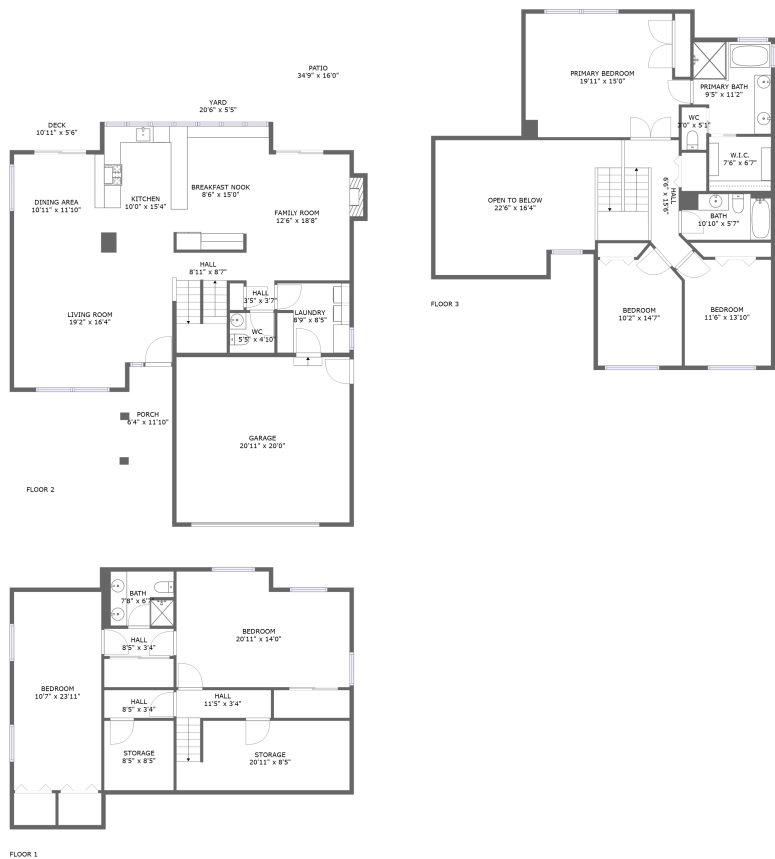 PATIO
34'9" x 16'0"
YARD
20'6" x 5'5"
DECK
10'11" x 5'6"
DINING AREA
10'11" x 11'10"
KITCHEN
10'0" x 15'4"
BREAKFAST NOOK
8'6" x 15'0"
FAMILY ROOM
12'6" x 18'8"
HALL
8'11" x 8'7"
HALL
3'5" x 3'7"
LIVING ROOM
19'2" x 16'4"
LAUNDRY
8'9" x 8'5"
WC
5'5" x 4'10"
PORCH
6'4" x 11'10"
GARAGE
20'11" x 20'0"
FLOOR 2
PRIMARY BEDROOM
19'11" x 15'0"
PRIMARY BATH
9'5" x 11'2"
WC
3'0" x 5'1"
W.I.C.
7'6" x 6'7"
HALL
6'6" x 15'6"
OPEN TO BELOW
22'6" x 16'4"
BATH
10'10" x 5'7"
BEDROOM
10'2" x 14'7"
BEDROOM
11'6" x 13'10"
FLOOR 3
BATH
7'8" x 6'7"
BEDROOM
20'11" x 14'0"
HALL
8'5" x 3'4"
BEDROOM
10'7" x 23'11"
HALL
8'5" x 3'4"
HALL
11'5" x 3'4"
STORAGE
8'5" x 8'5"
STORAGE
20'11" x 8'5"
FLOOR 1